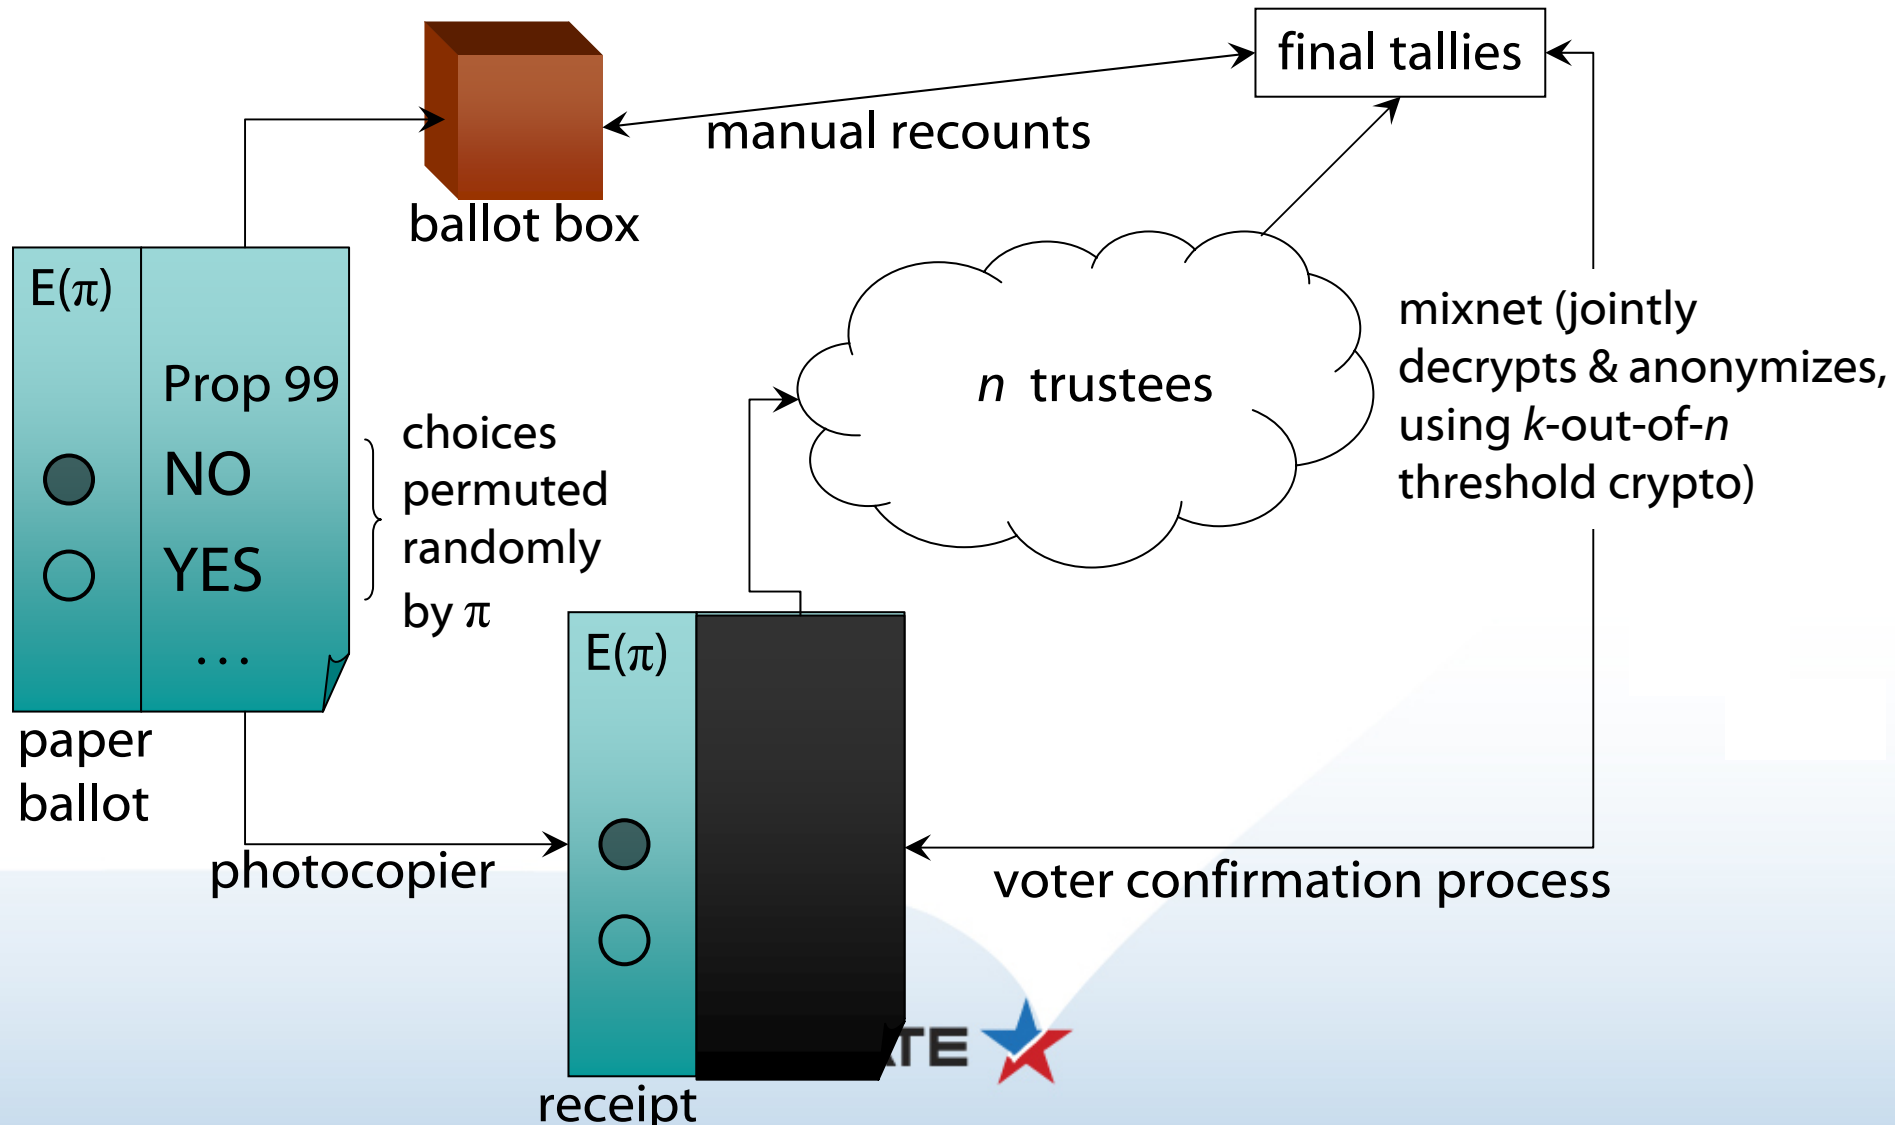 final tallies
manual recounts
ballot box
E(π)
Prop 99
NO
YES
...
choices
permuted
randomly
by π
paper
ballot
n trustees
mixnet (jointly
decrypts & anonymizes,
using k-out-of-n
threshold crypto)
E(π)
photocopier
voter confirmation process
receipt